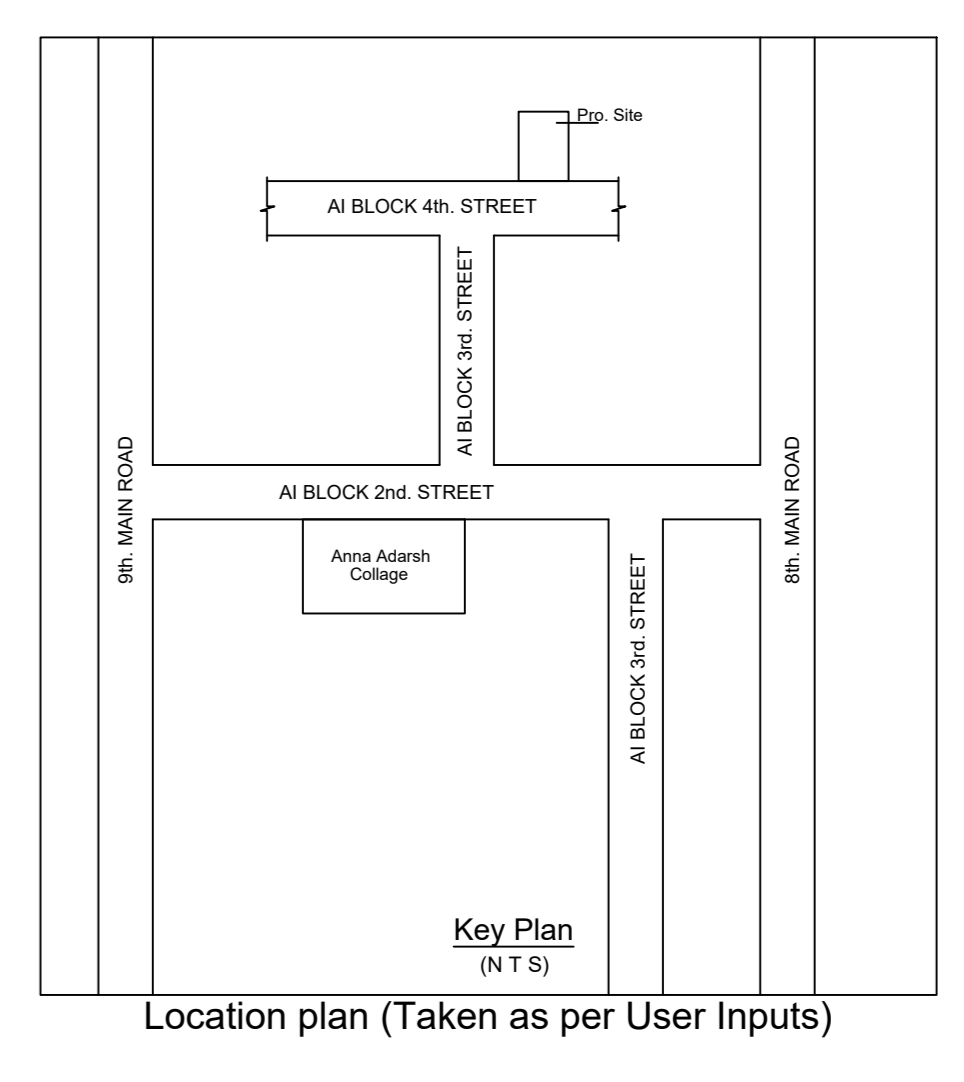 Pro. Site
AI BLOCK 4th. STREET
AI BLOCK 3rd. STREET
9th. MAIN ROAD
8th. MAIN ROAD
AI BLOCK 2nd. STREET
Anna Adarsh
Collage
AI BLOCK 3rd. STREET
Key Plan
(N T S)
Location plan (Taken as per User Inputs)